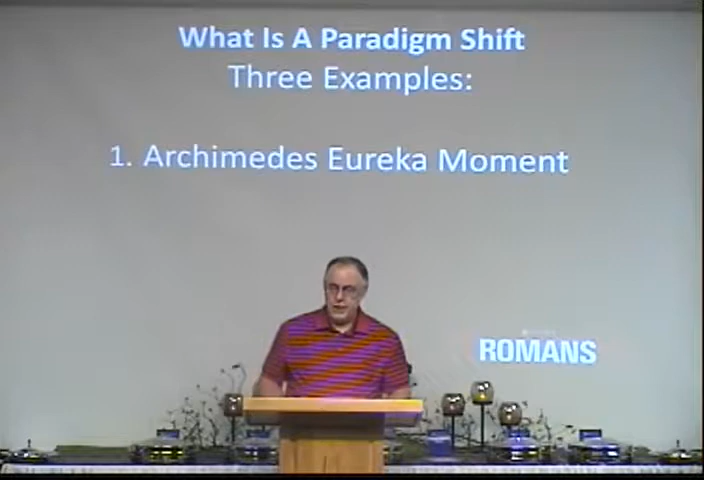 What Is A Paradigm Shift
Three Examples:
1. Archimedes Eureka Moment
ROMANS